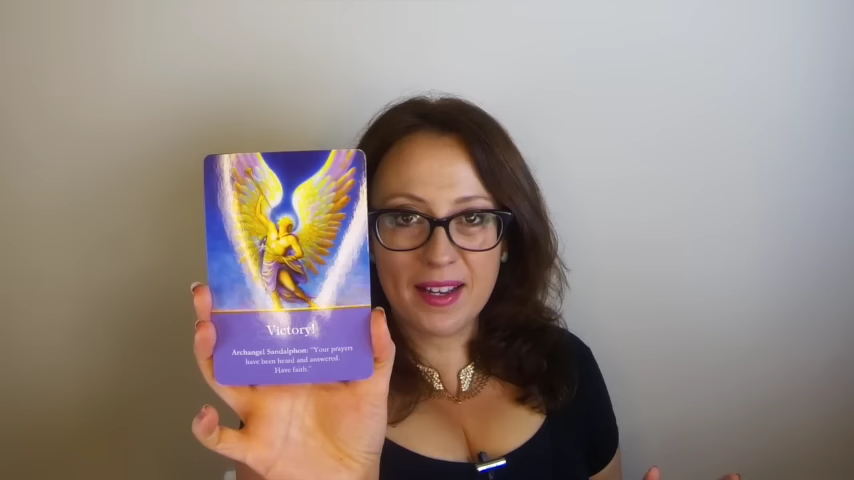 Victory!
Archangel Sandalphon: "Your prayers
have been heard and answered.
Have faith."